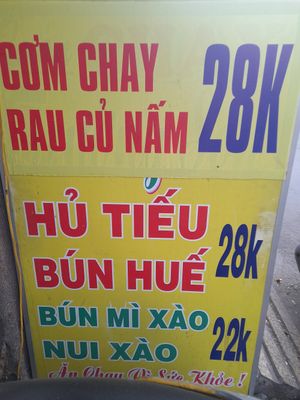 CƠM CHAY
RAU CỦ NẤM 28K
HỦ TIẾU
BÚN HUẾ 28k
BÚN MÌ XÀO
NUI XÀO 22k
Ăn Chay Vì Sức Khỏe !